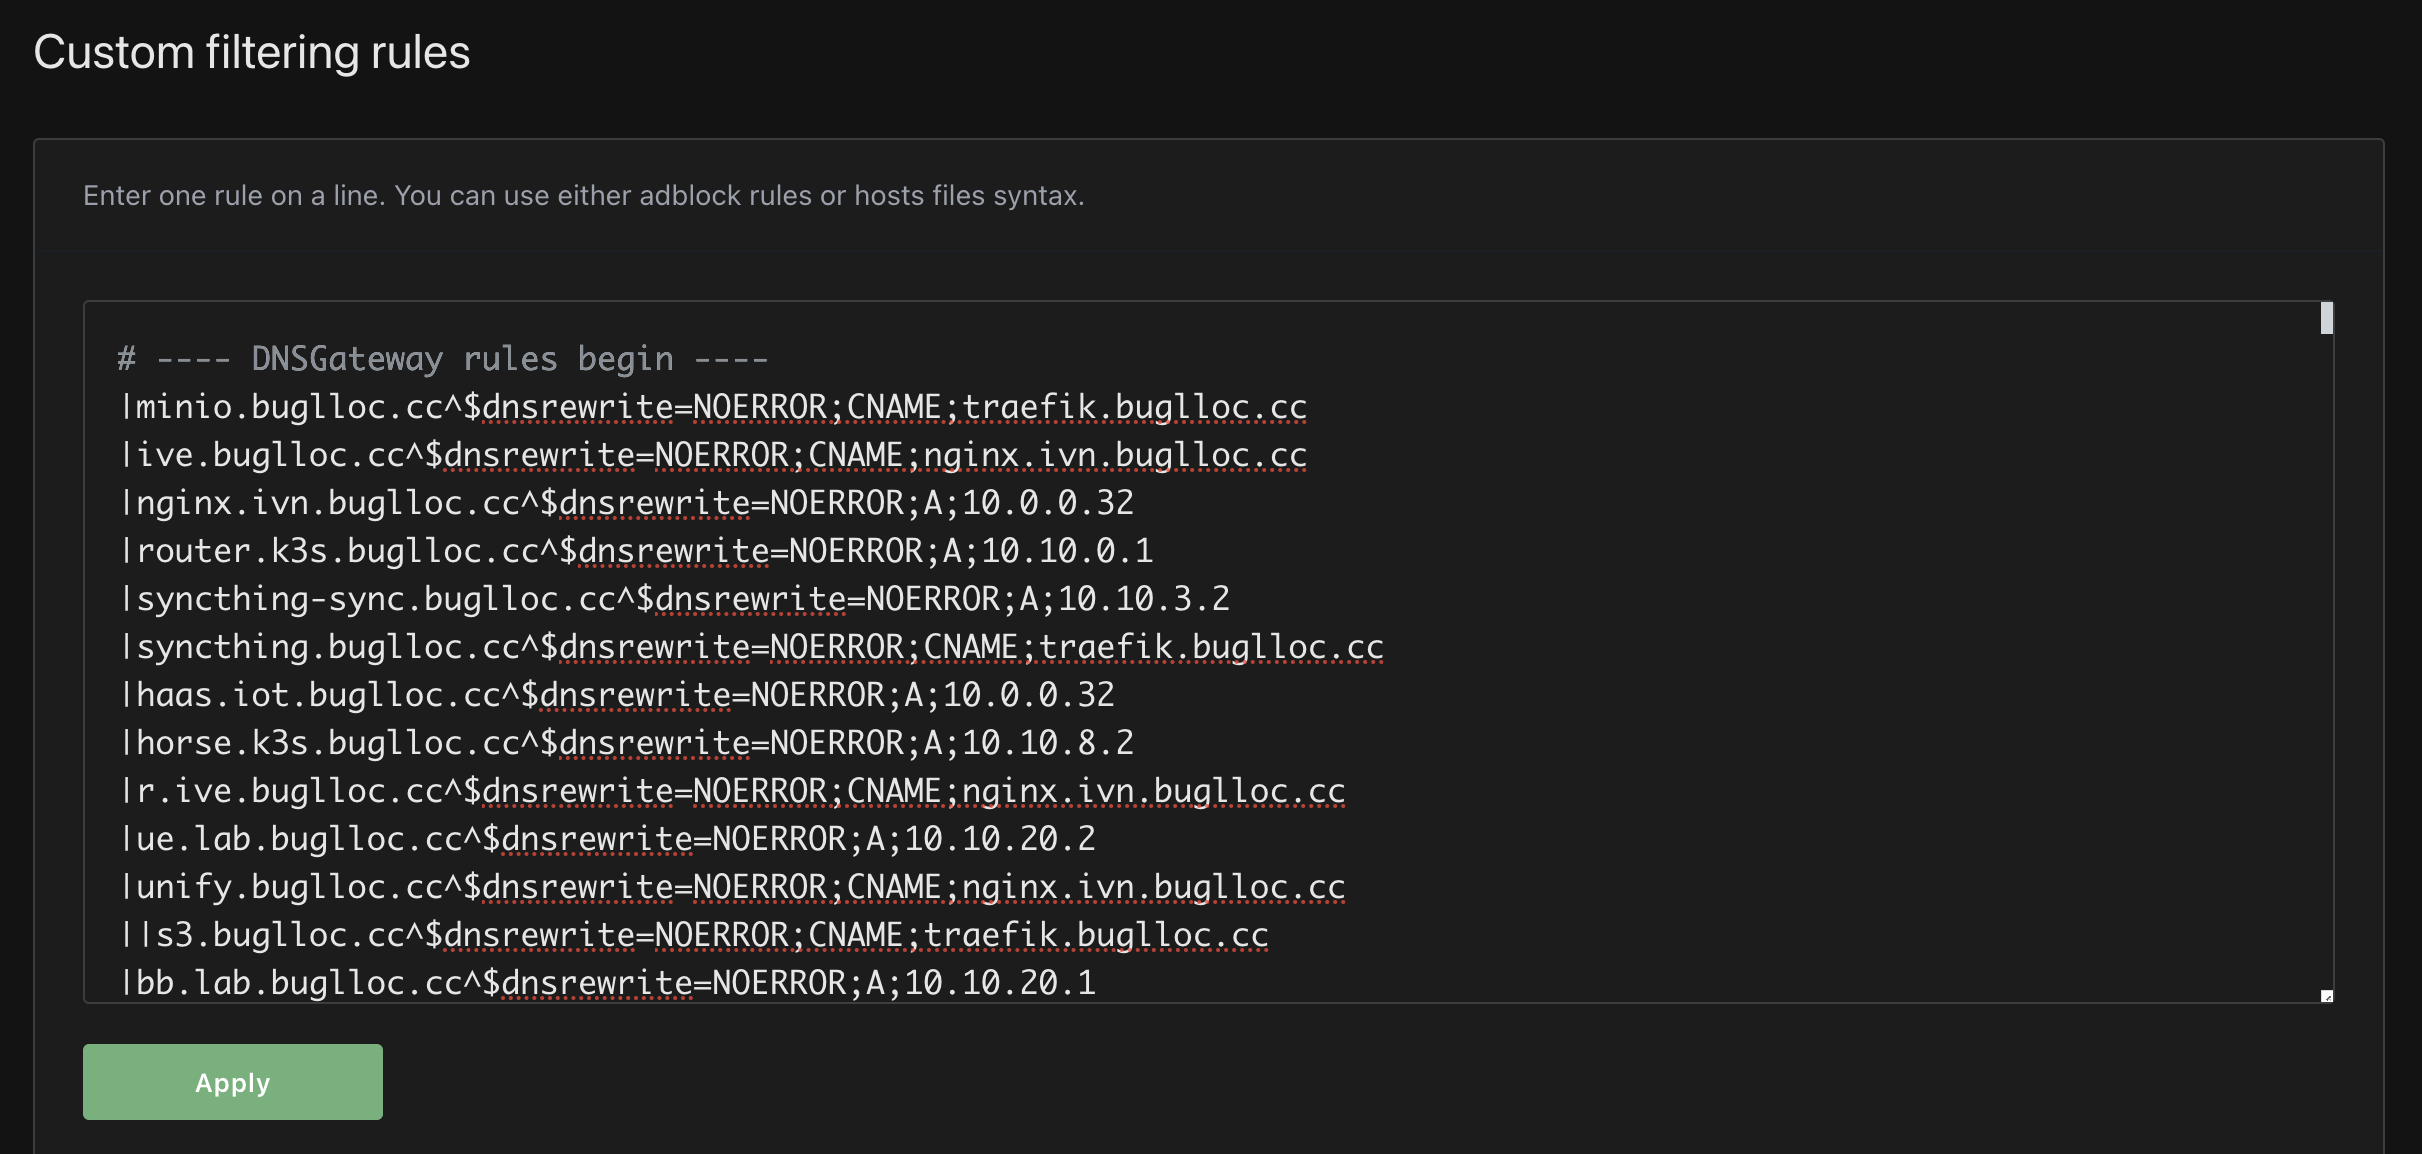 Custom filtering rules
Enter one rule on a line. You can use either adblock rules or hosts files syntax.
# ---- DNSGateway rules begin ----
|minio.buglloc.cc^$dnsrewrite=NOERROR;CNAME;traefik.buglloc.cc
|ive.buglloc.cc^$dnsrewrite=NOERROR;CNAME;nginx.ivn.buglloc.cc
|nginx.ivn.buglloc.cc^$dnsrewrite=NOERROR;A;10.0.0.32
|router.k3s.buglloc.cc^$dnsrewrite=NOERROR;A;10.10.0.1
|syncthing-sync.buglloc.cc^$dnsrewrite=NOERROR;A;10.10.3.2
|syncthing.buglloc.cc^$dnsrewrite=NOERROR;CNAME;traefik.buglloc.cc
|haas.iot.buglloc.cc^$dnsrewrite=NOERROR;A;10.0.0.32
|horse.k3s.buglloc.cc^$dnsrewrite=NOERROR;A;10.10.8.2
|r.ive.buglloc.cc^$dnsrewrite=NOERROR;CNAME;nginx.ivn.buglloc.cc
|ue.lab.buglloc.cc^$dnsrewrite=NOERROR;A;10.10.20.2
|unify.buglloc.cc^$dnsrewrite=NOERROR;CNAME;nginx.ivn.buglloc.cc
||s3.buglloc.cc^$dnsrewrite=NOERROR;CNAME;traefik.buglloc.cc
|bb.lab.buglloc.cc^$dnsrewrite=NOERROR;A;10.10.20.1
Apply